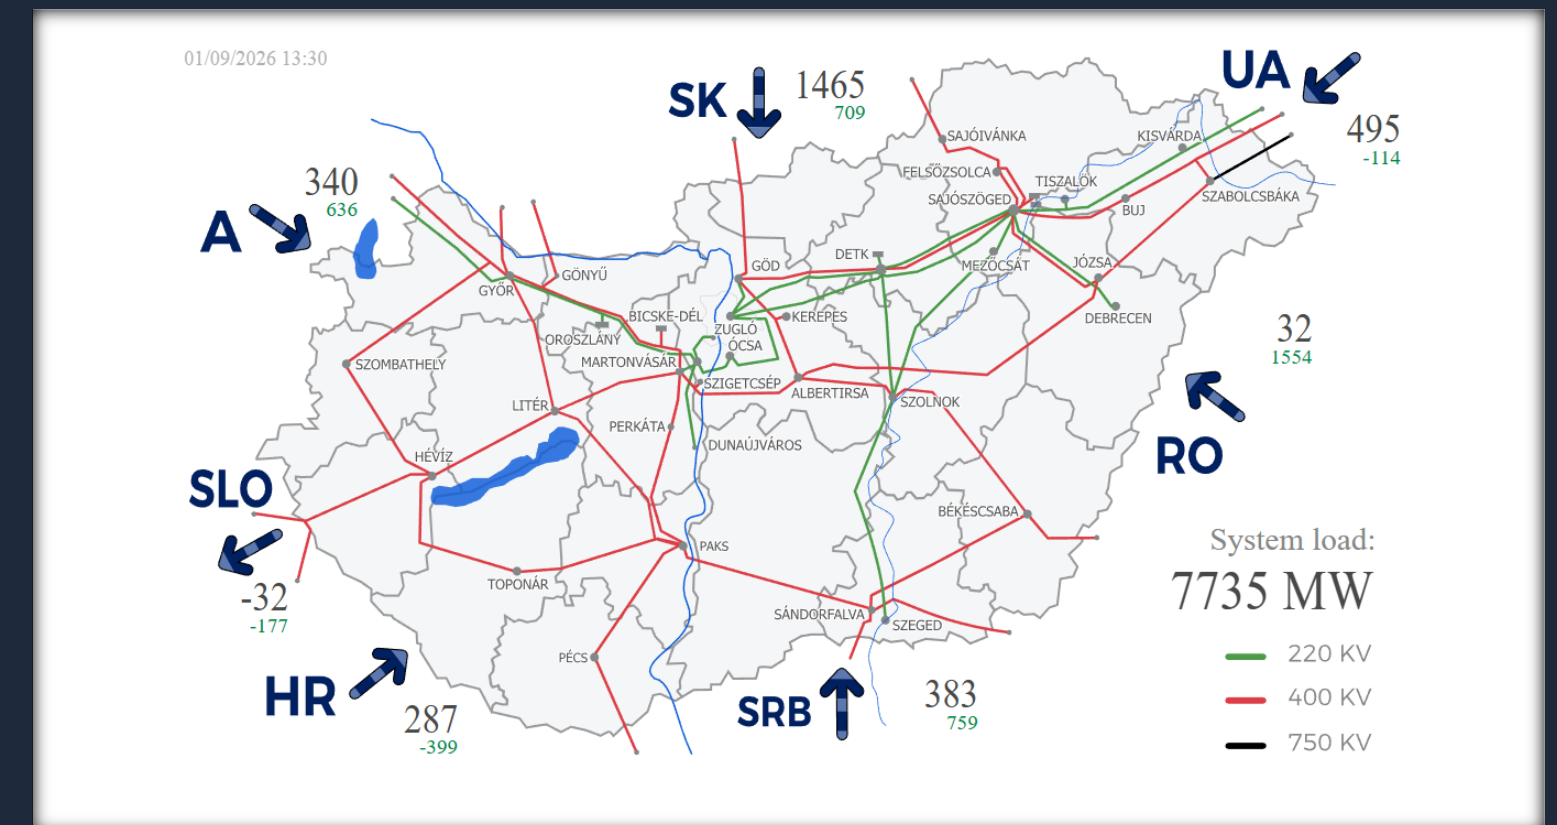 01/09/2026 13:30
SK
1465
709
UA
495
-114
340
636
A
SAJÓIVÁNKA
KISVÁRDA
FELSŐZSOLCA
TISZALÖK
SAJÓSZÖGED
SZABOLCSBÁKA
BUJ
DETK
GÖD
MEZŐCSÁT
JÓZSA
GÖNYŰ
GYŐR
BICSKE-DÉL
KEREPES
DEBRECEN
ZUGLÓ
OROSZLÁNY
ÓCSA
MARTONVÁSÁR
SZOMBATHELY
SZIGETCSÉP
ALBERTIRSA
SZOLNOK
LITÉR
PERKÁTA
DUNAÚJVÁROS
HÉVÍZ
32
1554
RO
SLO
-32
-177
BÉKÉSCSABA
PAKS
TOPONÁR
SÁNDORFALVA
SZEGED
PÉCS
HR
287
-399
SRB
383
759
System load:
7735 MW
220 KV
400 KV
750 KV